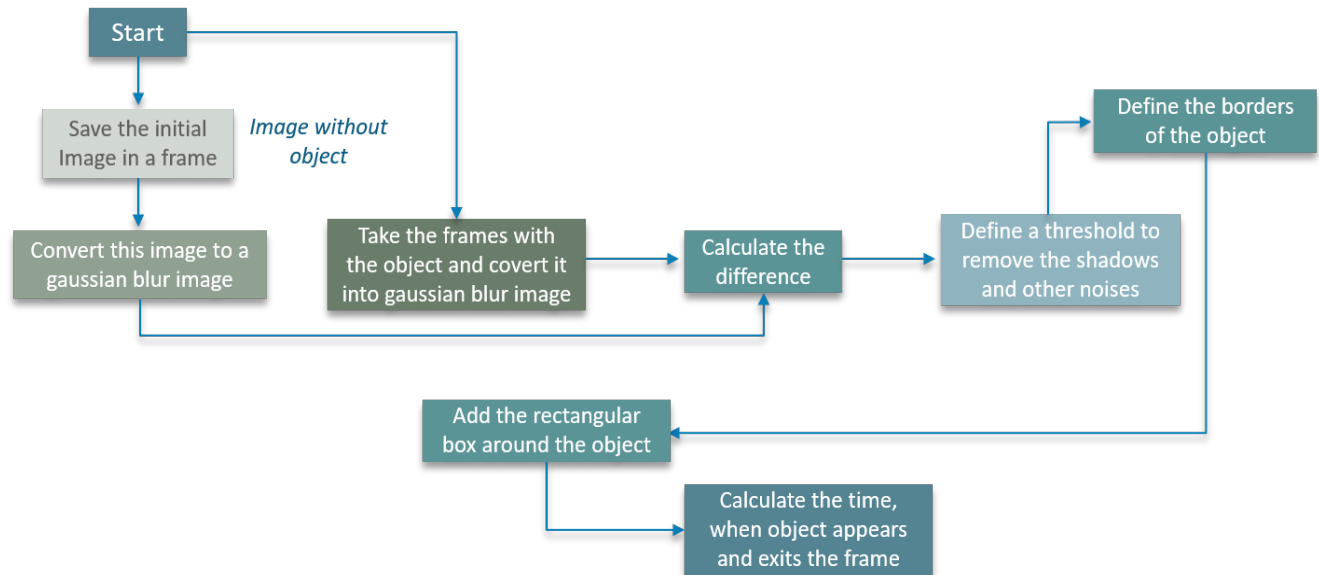 Start
Save the initial
Image in a frame
Image without
object
Convert this image to a
gaussian blur image
Take the frames with
the object and covert it
into gaussian blur image
Calculate the
difference
Define a threshold to
remove the shadows
and other noises
Define the borders
of the object
Add the rectangular
box around the object
Calculate the time,
when object appears
and exits the frame